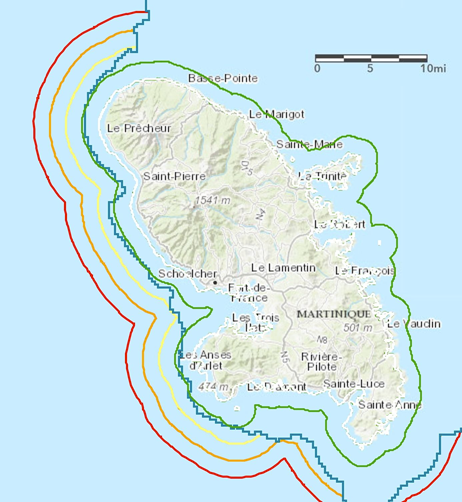 0 5 10mi
Basse-Pointe
Le Marigot
Le Prêcheur
Sainte-Marie
Saint-Pierre
La Trinité
1541 m
N4
Le Robert
Schoelcher
Le Lamentin
Le François
Fort-de-
France
Les Trois
MARTINIQUE
501 m
Le Vauclin
Les Anses
d'Arlet
N8
N5
Rivière-
Pilote
474 m
Le Diamant
Sainte-Luce
Sainte-Anne